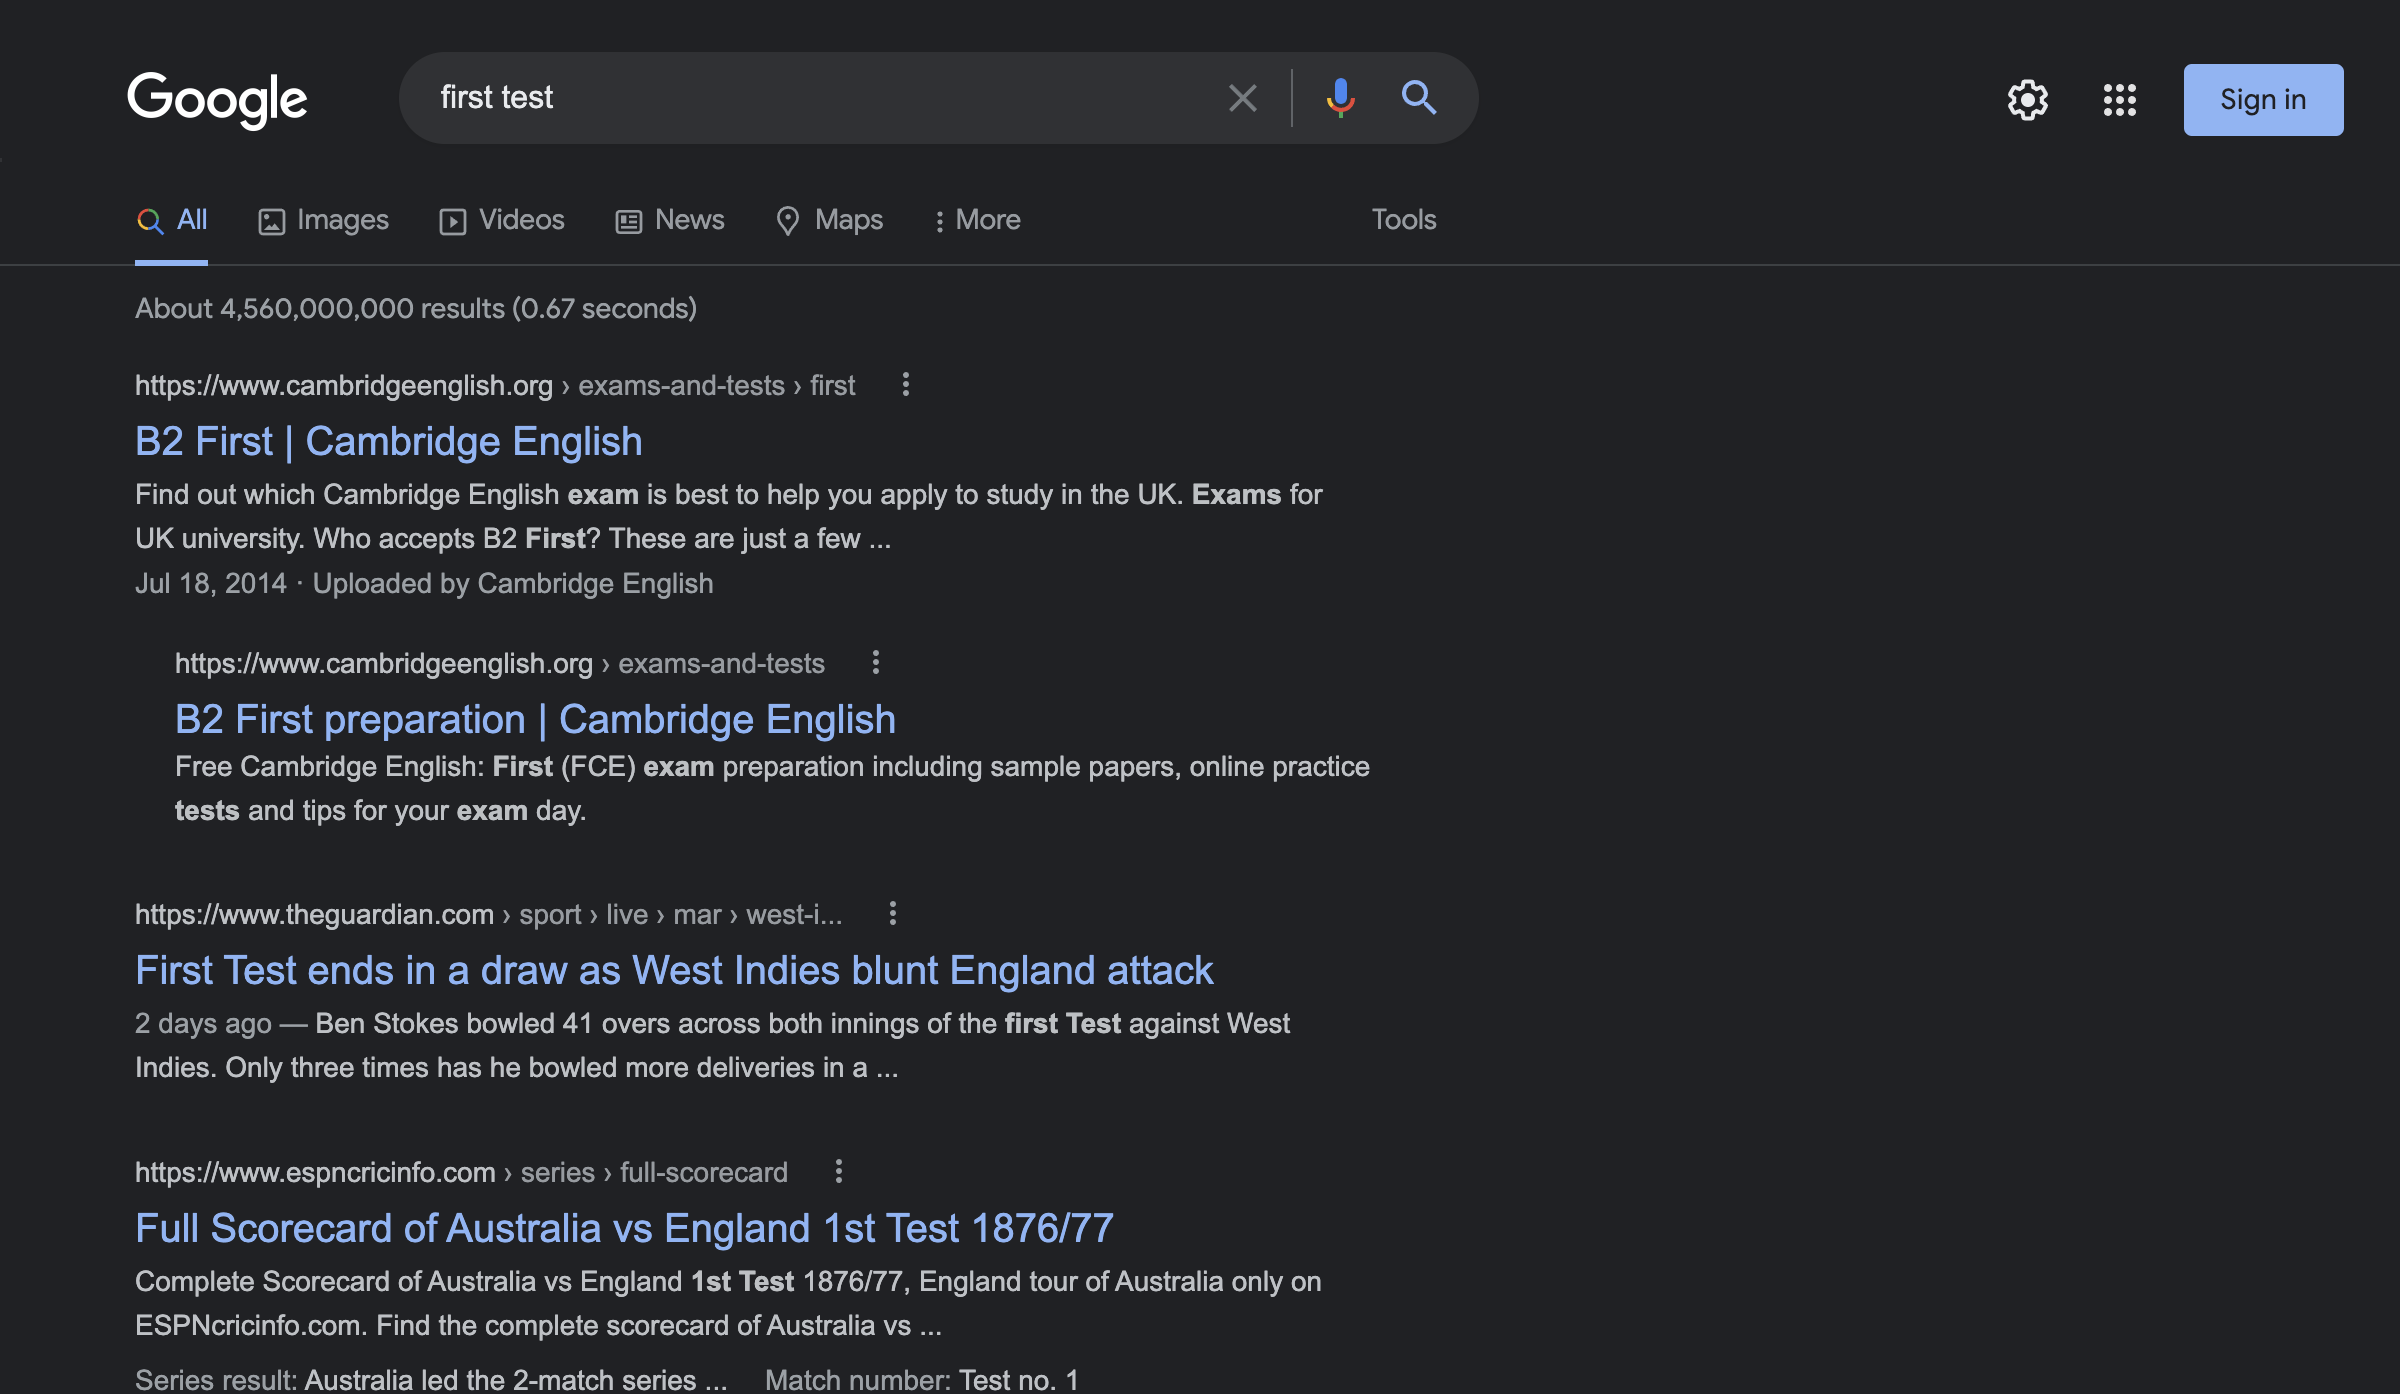 Google
first test
Sign in
All
Images
Videos
News
Maps
More
Tools
About 4,560,000,000 results (0.67 seconds)
https://www.cambridgeenglish.org › exams-and-tests › first
B2 First | Cambridge English
Find out which Cambridge English exam is best to help you apply to study in the UK. Exams for
UK university. Who accepts B2 First? These are just a few ...
Jul 18, 2014 · Uploaded by Cambridge English
https://www.cambridgeenglish.org › exams-and-tests
B2 First preparation | Cambridge English
Free Cambridge English: First (FCE) exam preparation including sample papers, online practice
tests and tips for your exam day.
https://www.theguardian.com › sport › live › mar › west-i...
First Test ends in a draw as West Indies blunt England attack
2 days ago — Ben Stokes bowled 41 overs across both innings of the first Test against West
Indies. Only three times has he bowled more deliveries in a ...
https://www.espncricinfo.com › series › full-scorecard
Full Scorecard of Australia vs England 1st Test 1876/77
Complete Scorecard of Australia vs England 1st Test 1876/77, England tour of Australia only on
ESPNcricinfo.com. Find the complete scorecard of Australia vs ...
Series result: Australia led the 2-match series ... Match number: Test no. 1